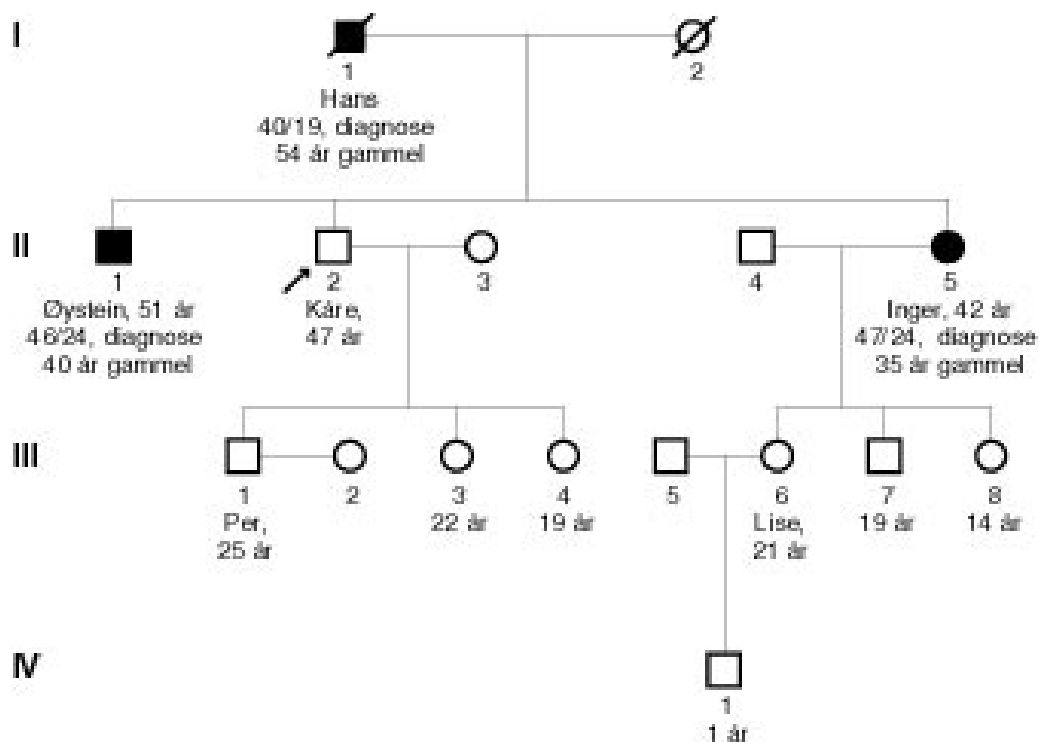 I
1
2
Hans
40/19, diagnose
54 år gammel
II
1
2
3
4
5
Øystein, 51 år
46/24, diagnose
40 år gammel
Kåre,
47 år
Inger, 42 år
47/24, diagnose
35 år gammel
III
1
2
3
4
5
6
7
8
Per,
25 år
22 år
19 år
Lise,
21 år
19 år
14 år
IV
1
1 år